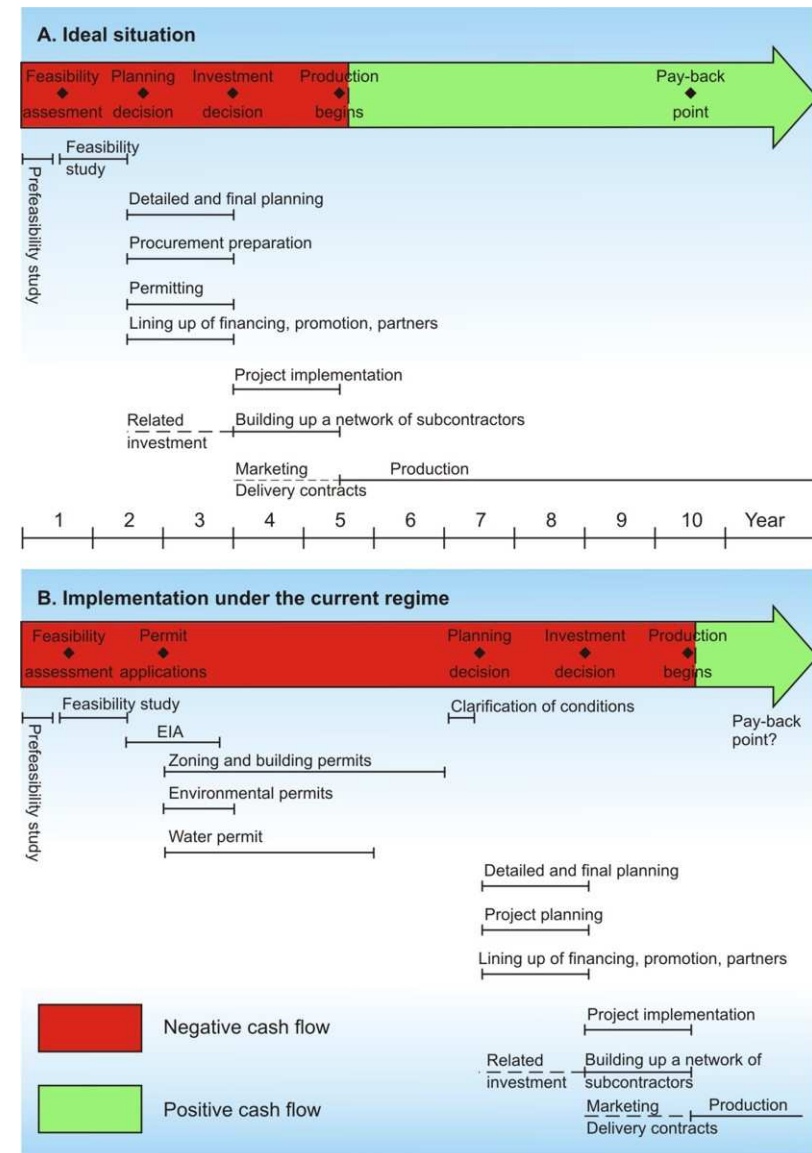 A. Ideal situation
Feasibility Planning Investment Production Pay-back
assesment decision decision begins point
Feasibility
study
Prefeasibility study
Detailed and final planning
Procurement preparation
Permitting
Lining up of financing, promotion, partners
Project implementation
Related Building up a network of subcontractors
investment
Marketing Production
Delivery contracts
1 2 3 4 5 6 7 8 9 10 Year
B. Implementation under the current regime
Feasibility Permit Planning Investment Production
assessment applications decision decision begins
Feasibility study Clarification of conditions
Prefeasibility study
Pay-back
point?
EIA
Zoning and building permits
Environmental permits
Water permit
Detailed and final planning
Project planning
Lining up of financing, promotion, partners
Negative cash flow
Project implementation
Related Building up a network of
investment subcontractors
Positive cash flow
Marketing Production
Delivery contracts